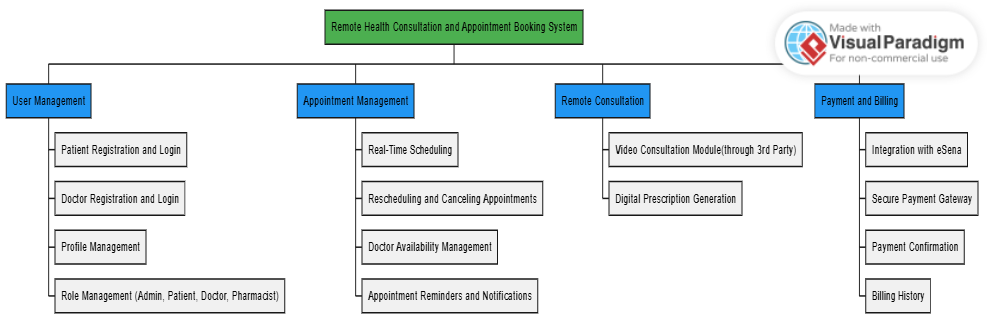 Remote Health Consultation and Appointment Booking System
Made with
Visual Paradigm
For non-commercial use
User Management
Appointment Management
Remote Consultation
Payment and Billing
Patient Registration and Login
Real-Time Scheduling
Video Consultation Module(through 3rd Party)
Integration with eSena
Doctor Registration and Login
Rescheduling and Canceling Appointments
Digital Prescription Generation
Secure Payment Gateway
Profile Management
Doctor Availability Management
Payment Confirmation
Role Management (Admin, Patient, Doctor, Pharmacist)
Appointment Reminders and Notifications
Billing History